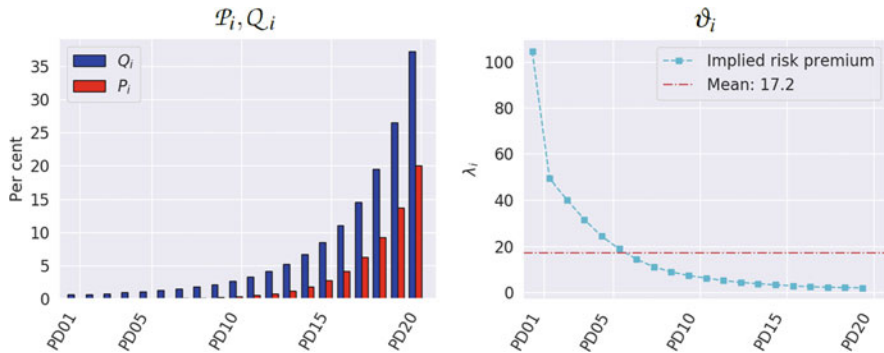 𝒫ᵢ, 𝒬.ᵢ
Per cent
35
30
25
20
15
10
5
0
Qᵢ
Pᵢ
PD01
PD05
PD10
PD15
PD20
ϑᵢ
λᵢ
100
80
60
40
20
0
Implied risk premium
Mean: 17.2
PD01
PD05
PD10
PD15
PD20